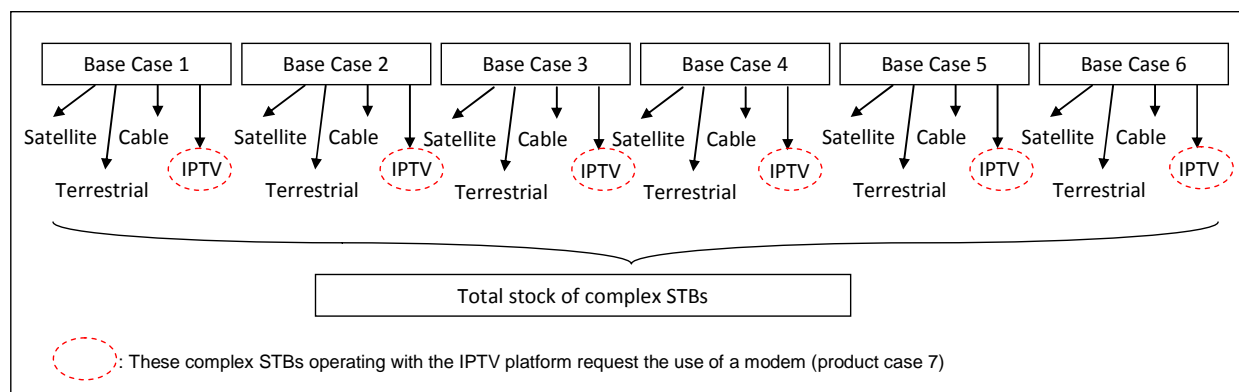 Base Case 1 Base Case 2 Base Case 3 Base Case 4 Base Case 5 Base Case 6
Satellite Cable Satellite Cable Satellite Cable Satellite Cable Satellite Cable Satellite Cable
IPTV IPTV IPTV IPTV IPTV IPTV
Terrestrial Terrestrial Terrestrial Terrestrial Terrestrial Terrestrial
Total stock of complex STBs
: These complex STBs operating with the IPTV platform request the use of a modem (product case 7)